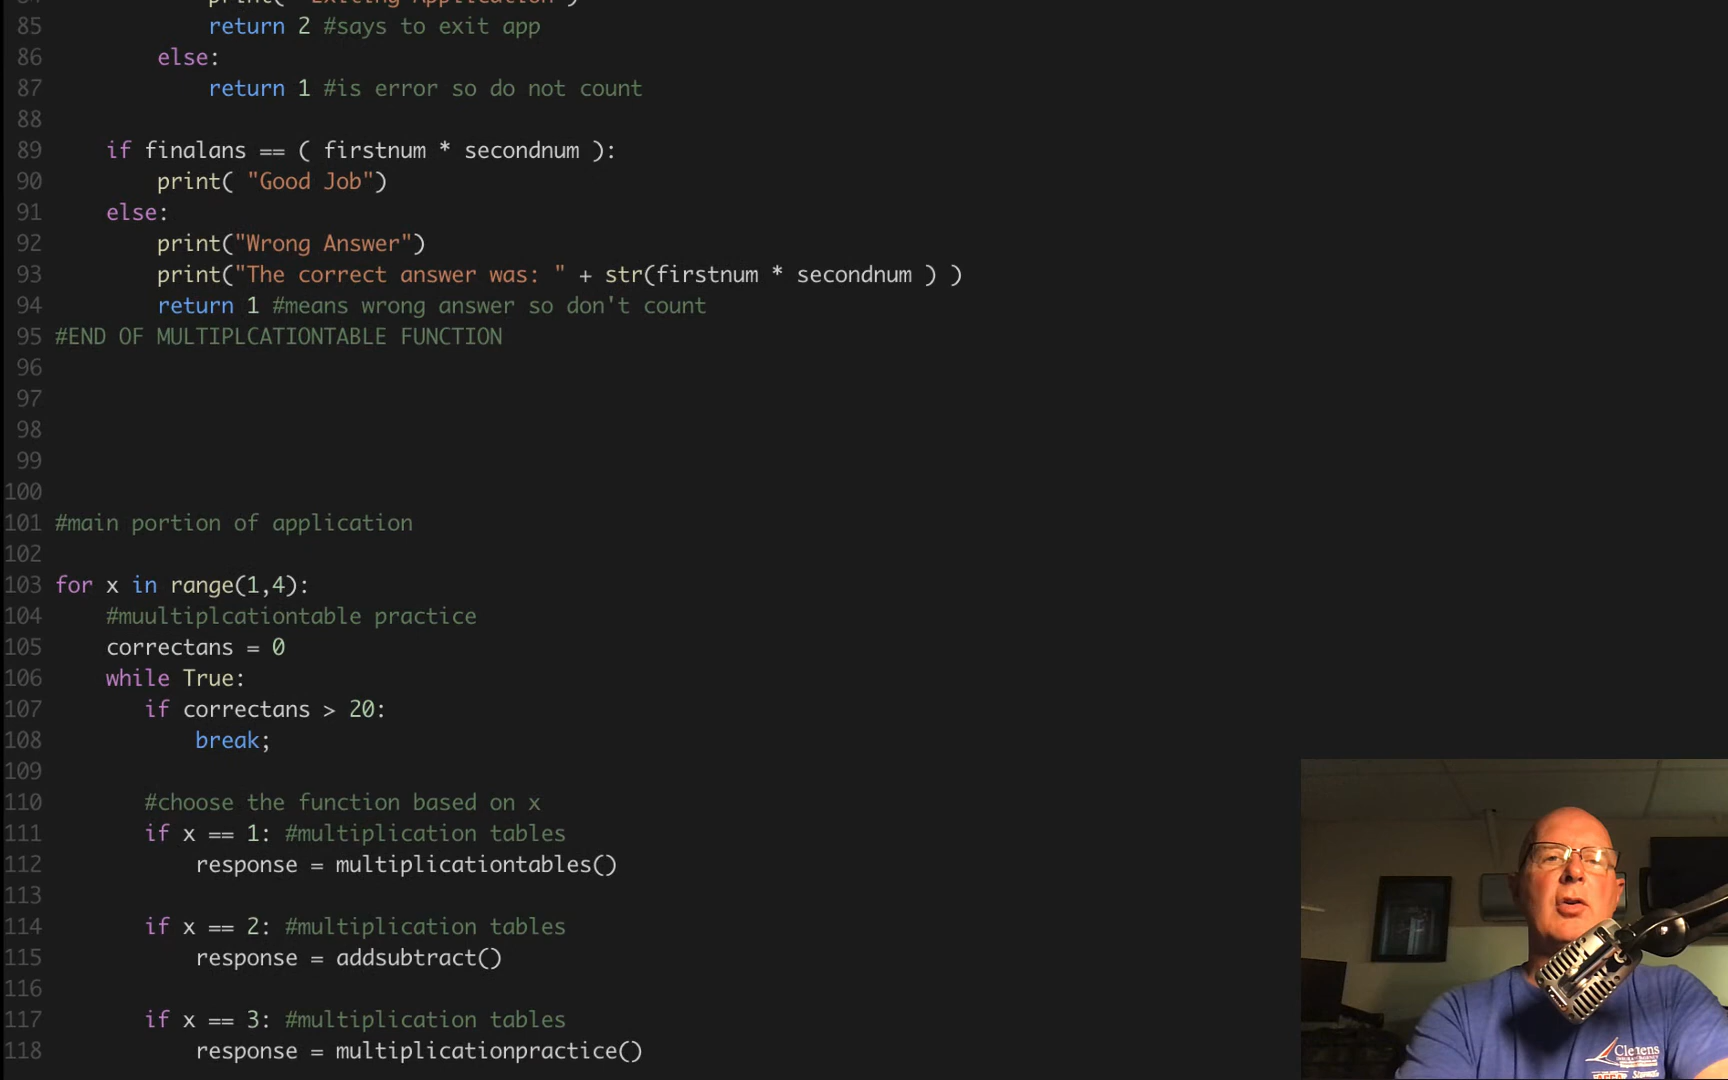 84 print( "Exiting Application")
85 return 2 #says to exit app
86 else:
87 return 1 #is error so do not count
88
89 if finalans == ( firstnum * secondnum ):
90 print( "Good Job")
91 else:
92 print("Wrong Answer")
93 print("The correct answer was: " + str(firstnum * secondnum ) )
94 return 1 #means wrong answer so don't count
95 #END OF MULTIPLCATIONTABLE FUNCTION
96
97
98
99
100
101 #main portion of application
102
103 for x in range(1,4):
104 #muultiplcationtable practice
105 correctans = 0
106 while True:
107 if correctans > 20:
108 break;
109
110 #choose the function based on x
111 if x == 1: #multiplication tables
112 response = multiplicationtables()
113
114 if x == 2: #multiplication tables
115 response = addsubtract()
116
117 if x == 3: #multiplication tables
118 response = multiplicationpractice()